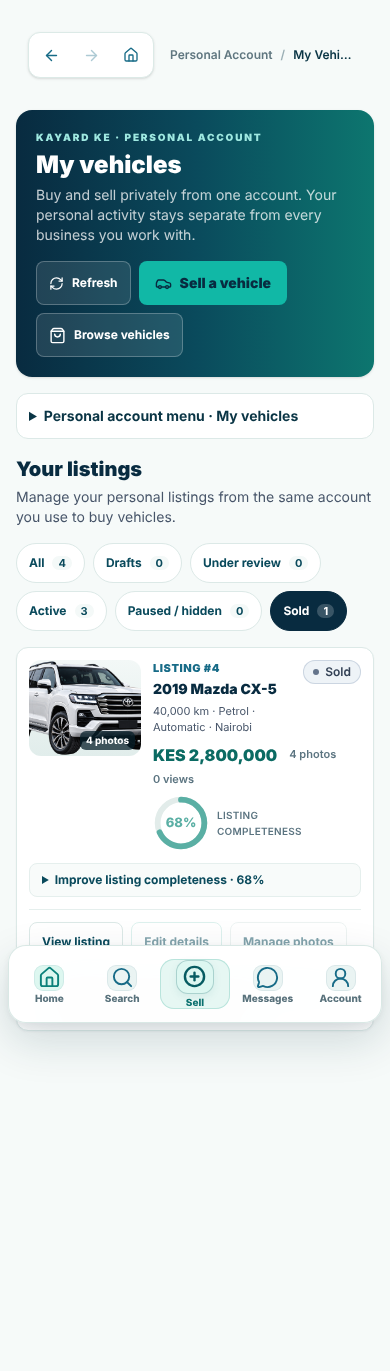 Personal Account / My Vehi...
KAYARD KE · PERSONAL ACCOUNT
My vehicles
Buy and sell privately from one account. Your
personal activity stays separate from every
business you work with.
Refresh
Sell a vehicle
Browse vehicles
Personal account menu · My vehicles
Your listings
Manage your personal listings from the same account
you use to buy vehicles.
All 4
Drafts 0
Under review 0
Active 3
Paused / hidden 0
Sold 1
LISTING #4
Sold
2019 Mazda CX-5
40,000 km · Petrol ·
Automatic · Nairobi
4 photos
KES 2,800,000
4 photos
0 views
68%
LISTING
COMPLETENESS
Improve listing completeness · 68%
View listing
Edit details
Manage photos
Home
Search
Sell
Messages
Account